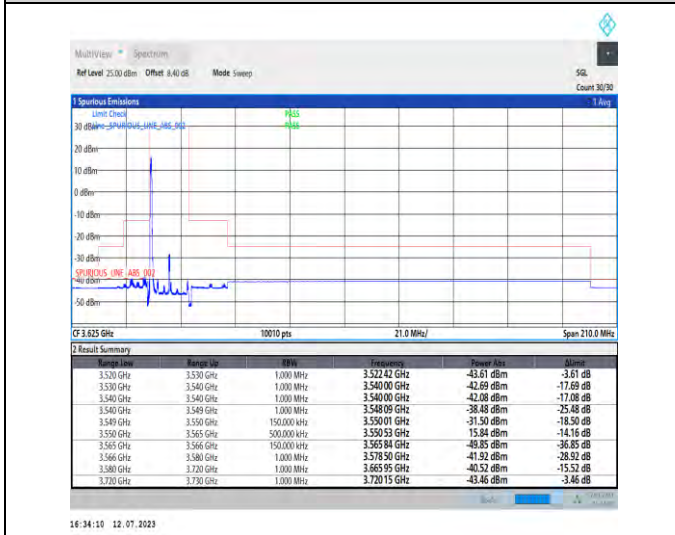 MultiView Spectrum
Ref Level 25.00 dBm Offset 8.40 dB Mode Sweep SGL
Count 30/30
1 Spurious Emissions 1 Avg
Limit Check PASS
30 dBm Line _SPURIOUS_LINE_ABS_002 PASS
20 dBm
10 dBm
0 dBm
-10 dBm
-20 dBm
-30 dBm
_SPURIOUS_LINE_ABS_002
-40 dBm
-50 dBm
CF 3.625 GHz 10010 pts 21.0 MHz/ Span 210.0 MHz
2 Result Summary
Range Low Range Up RBW Frequency Power Abs ΔLimit
3.520 GHz 3.530 GHz 1.000 MHz 3.522 42 GHz -43.61 dBm -3.61 dB
3.530 GHz 3.540 GHz 1.000 MHz 3.540 00 GHz -42.69 dBm -17.69 dB
3.540 GHz 3.540 GHz 1.000 MHz 3.540 00 GHz -42.08 dBm -17.08 dB
3.540 GHz 3.549 GHz 1.000 MHz 3.548 09 GHz -38.48 dBm -25.48 dB
3.549 GHz 3.550 GHz 150.000 kHz 3.550 01 GHz -31.50 dBm -18.50 dB
3.550 GHz 3.565 GHz 500.000 kHz 3.550 53 GHz 15.84 dBm -14.16 dB
3.565 GHz 3.566 GHz 150.000 kHz 3.565 84 GHz -49.85 dBm -36.85 dB
3.566 GHz 3.580 GHz 1.000 MHz 3.578 50 GHz -41.92 dBm -28.92 dB
3.580 GHz 3.720 GHz 1.000 MHz 3.665 95 GHz -40.52 dBm -15.52 dB
3.720 GHz 3.730 GHz 1.000 MHz 3.720 15 GHz -43.46 dBm -3.46 dB
16:34:10 12.07.2023